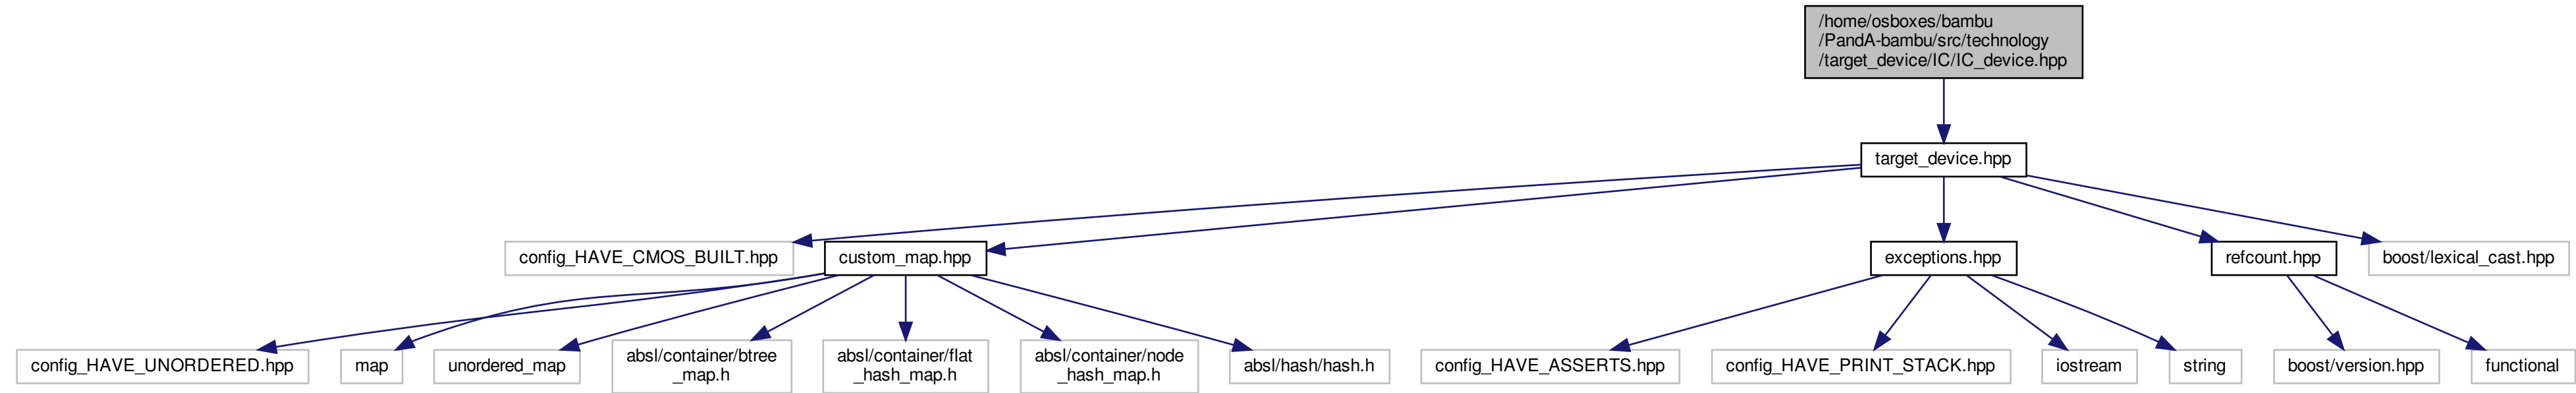 /home/osboxes/bambu
/PandA-bambu/src/technology
/target_device/IC/IC_device.hpp
target_device.hpp
config_HAVE_CMOS_BUILT.hpp
custom_map.hpp
exceptions.hpp
refcount.hpp
boost/lexical_cast.hpp
config_HAVE_UNORDERED.hpp
map
unordered_map
absl/container/btree
_map.h
absl/container/flat
_hash_map.h
absl/container/node
_hash_map.h
absl/hash/hash.h
config_HAVE_ASSERTS.hpp
config_HAVE_PRINT_STACK.hpp
iostream
string
boost/version.hpp
functional